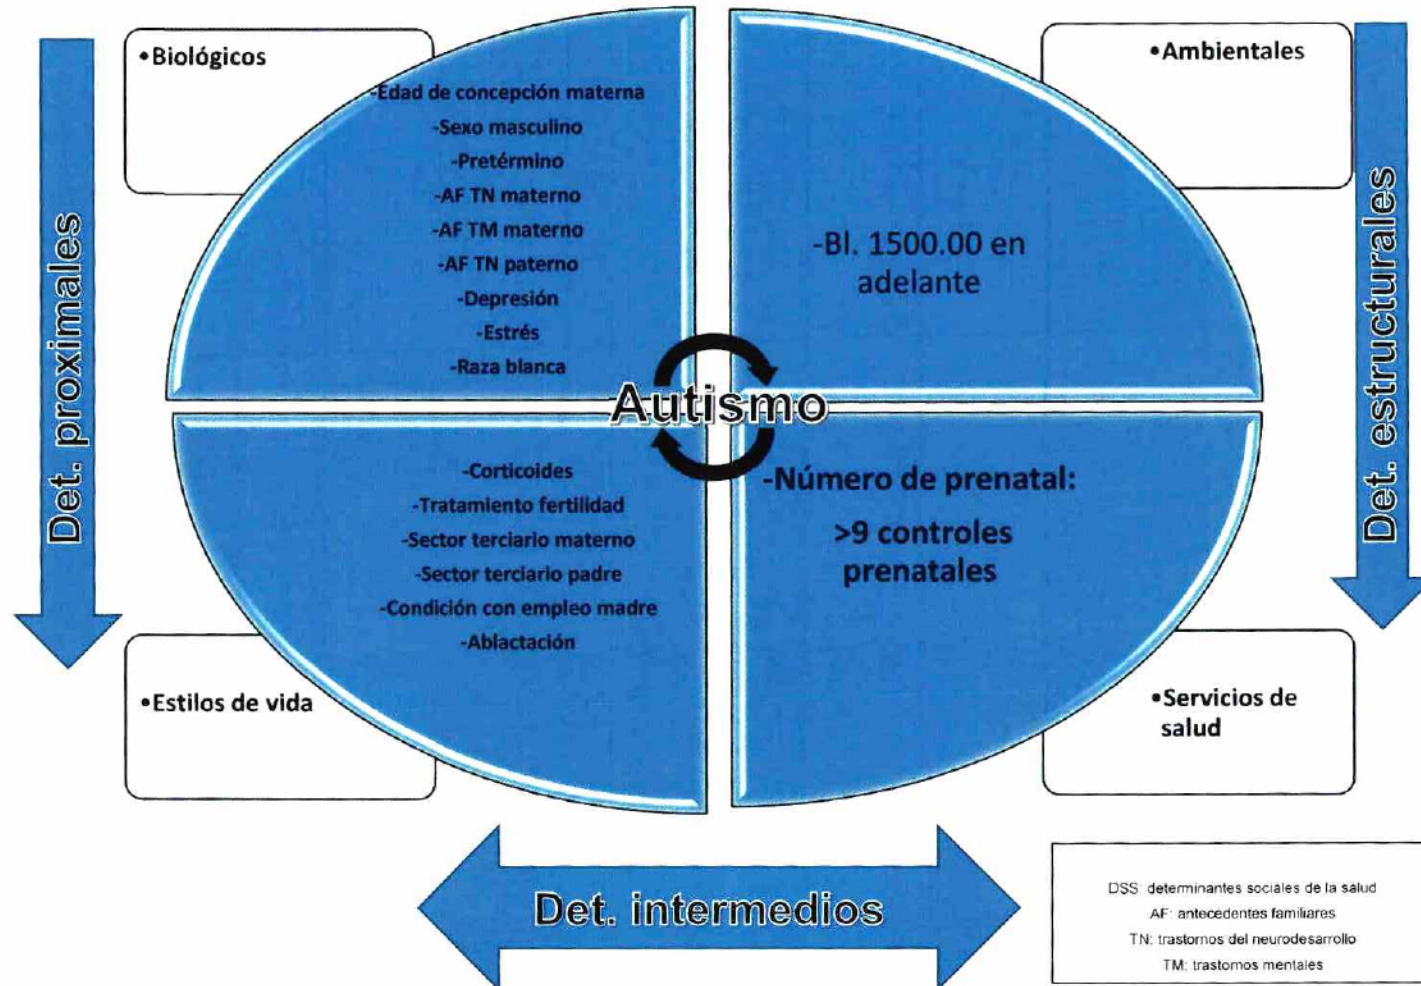 •Biológicos
-Edad de concepción materna
-Sexo masculino
-Pretérmino
-AF TN materno
-AF TM materno
-AF TN paterno
-Depresión
-Estrés
-Raza blanca
•Ambientales
-Bl. 1500.00 en
adelante
Det. proximales
Det. estructurales
Autismo
-Corticoides
-Tratamiento fertilidad
-Sector terciario materno
-Sector terciario padre
-Condición con empleo madre
-Ablactación
•Estilos de vida
-Número de prenatal:
>9 controles
prenatales
•Servicios de
salud
Det. intermedios
DSS: determinantes sociales de la salud
AF: antecedentes familiares
TN: trastornos del neurodesarrollo
TM: trastornos mentales